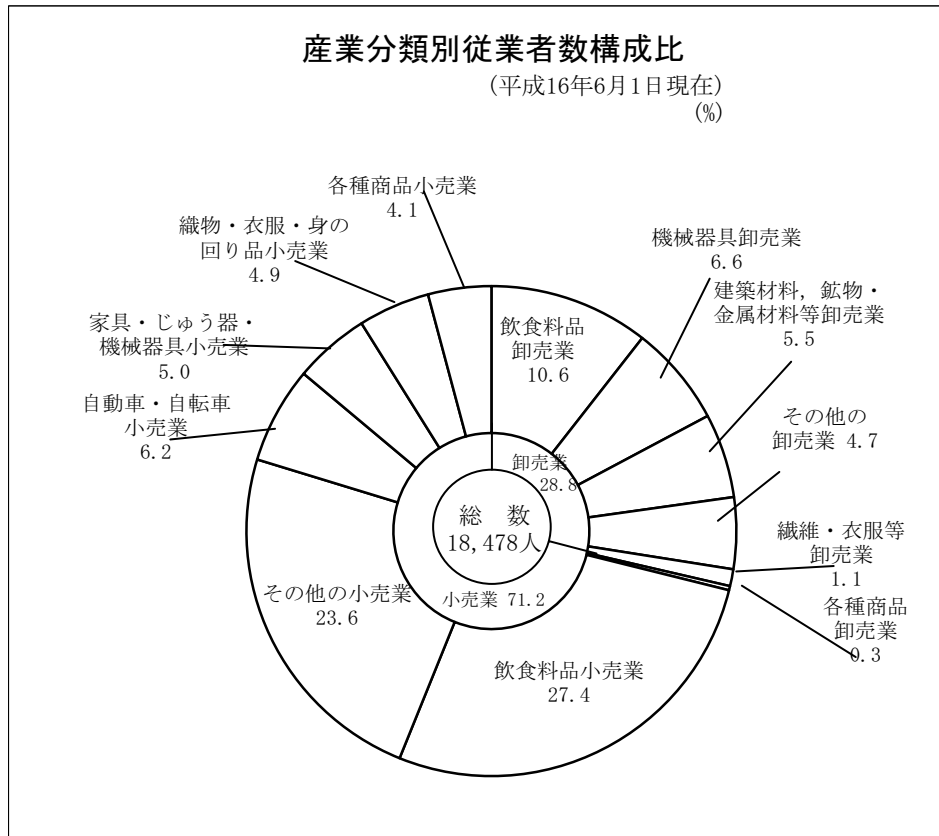 産業分類別従業者数構成比
(平成16年6月1日現在)
(%)
各種商品小売業
4.1
織物・衣服・身の
回り品小売業
4.9
家具・じゅう器・
機械器具小売業
5.0
自動車・自転車
小売業
6.2
機械器具卸売業
6.6
建築材料，鉱物・
金属材料等卸売業
5.5
その他の
卸売業 4.7
繊維・衣服等
卸売業
1.1
各種商品
卸売業
0.3
飲食料品
卸売業
10.6
卸売業
28.8
総　数
18,478人
小売業 71.2
その他の小売業
23.6
飲食料品小売業
27.4